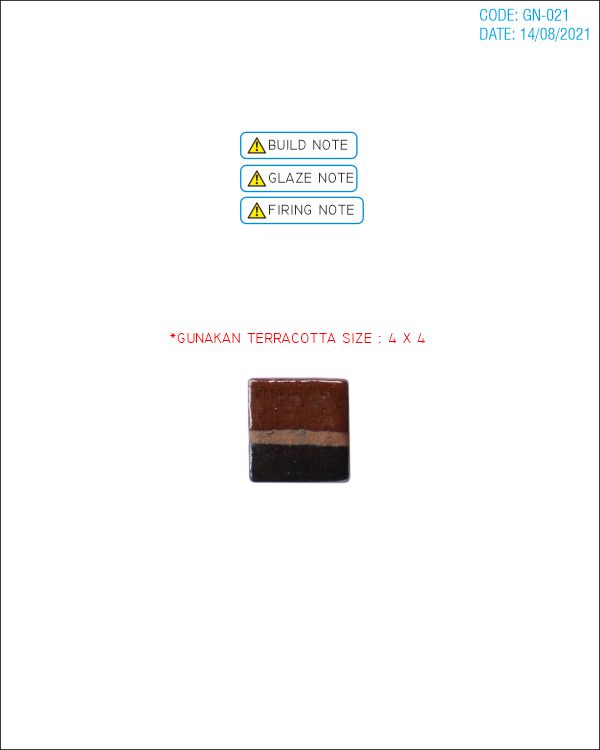 CODE: GN-021
DATE: 14/08/2021
BUILD NOTE
GLAZE NOTE
FIRING NOTE
*GUNAKAN TERRACOTTA SIZE : 4 X 4